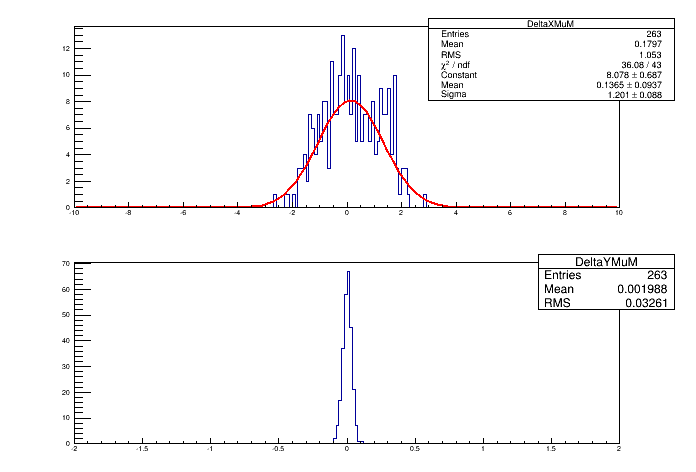 DeltaXMuM
Entries 263
Mean 0.1797
RMS 1.053
χ² / ndf 36.08 / 43
Constant 8.078 ± 0.687
Mean 0.1365 ± 0.0937
Sigma 1.201 ± 0.088
12
10
8
6
4
2
0
-10 -8 -6 -4 -2 0 2 4 6 8 10
DeltaYMuM
Entries 263
Mean 0.001988
RMS 0.03261
70
60
50
40
30
20
10
0
-2 -1.5 -1 -0.5 0 0.5 1 1.5 2